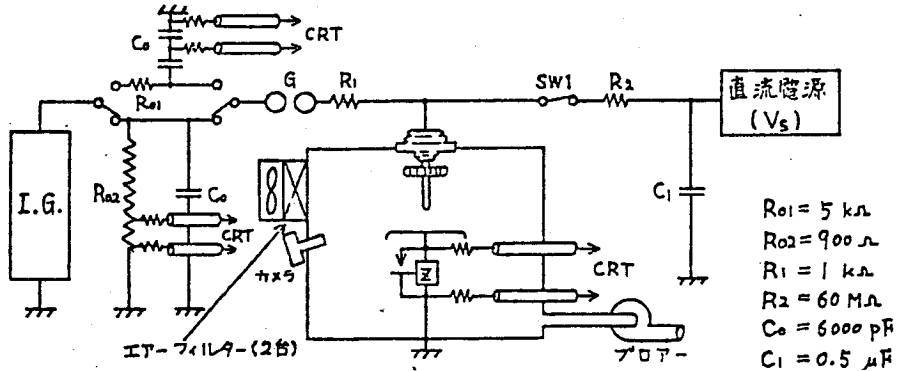 CRT
C₀
G
R₁
SW1
R₂
直流電源
(Vs)
R₀₁
I.G.
R₀₂
C₀
CRT
C₁
カメラ
Z
CRT
エアーフィルター(2台)
ブロアー
R₀₁ = 5 kΩ
R₀₂ = 900 Ω
R₁ = 1 kΩ
R₂ = 60 MΩ
C₀ = 6000 pF
C₁ = 0.5 μF